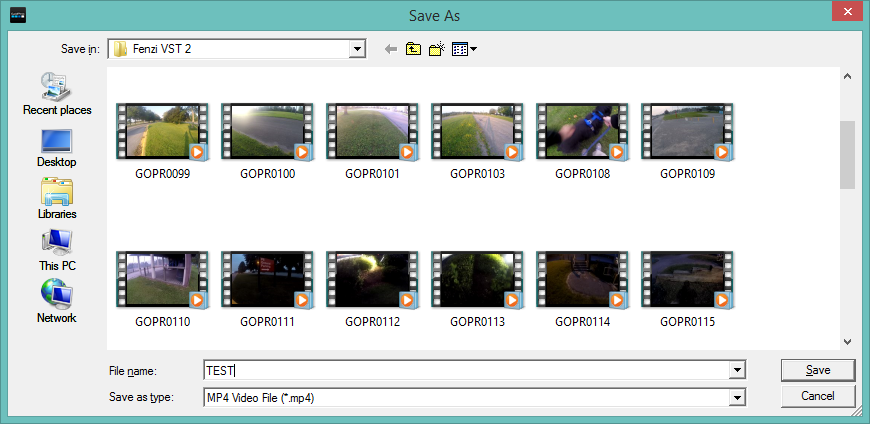 Save As
Save in:
Fenzi VST 2
Recent places
Desktop
Libraries
This PC
Network
GOPR0099
GOPR0100
GOPR0101
GOPR0103
GOPR0108
GOPR0109
GOPR0110
GOPR0111
GOPR0112
GOPR0113
GOPR0114
GOPR0115
File name:
TEST
Save
Save as type:
MP4 Video File (*.mp4)
Cancel